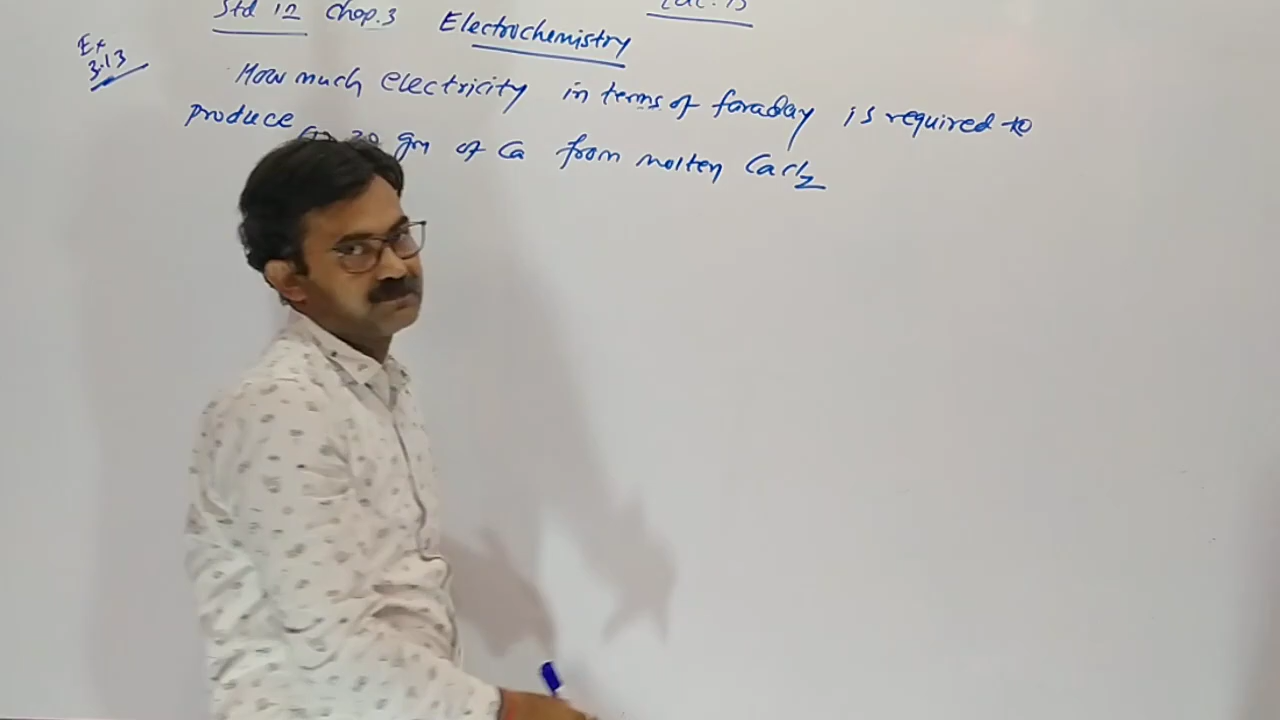 Std 12 Chap.3 Electrochemistry
Ex 3.13
How much electricity in terms of faraday is required to
produce 20 gm of Ca from molten CaCl2